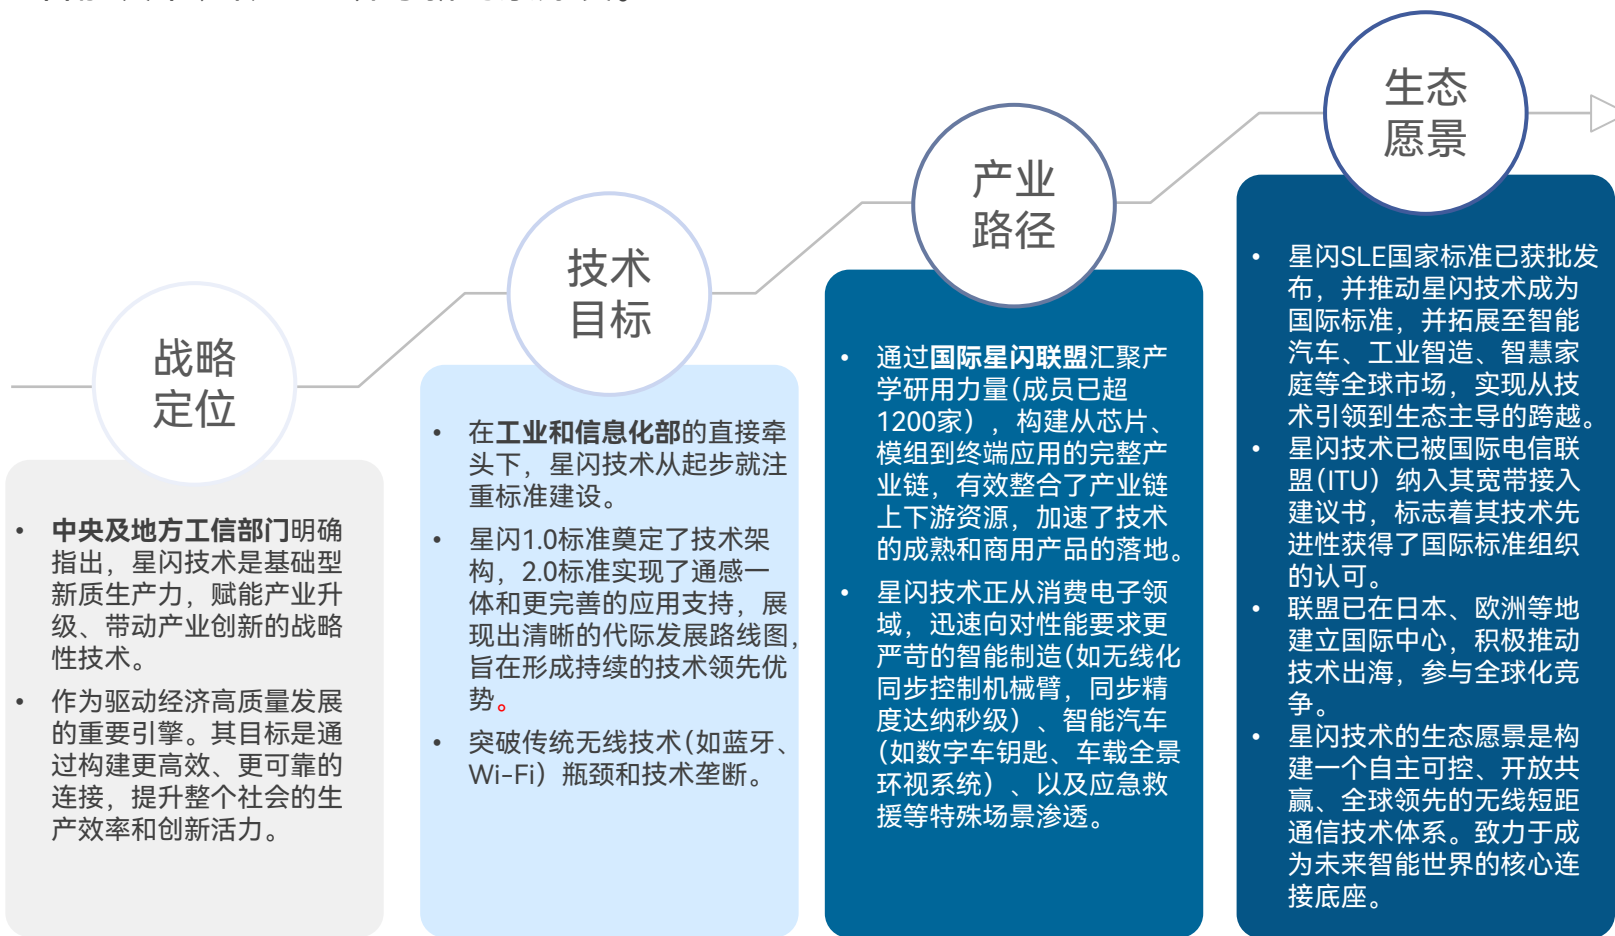 战略
定位
• 中央及地方工信部门明确
指出，星闪技术是基础型
新质生产力，赋能产业升
级、带动产业创新的战略
性技术。
• 作为驱动经济高质量发展
的重要引擎。其目标是通
过构建更高效、更可靠的
连接，提升整个社会的生
产效率和创新活力。
技术
目标
• 在工业和信息化部的直接牵
头下，星闪技术从起步就注
重标准建设。
• 星闪1.0标准奠定了技术架
构，2.0标准实现了通感一
体和更完善的应用支持，展
现出清晰的代际发展路线图，
旨在形成持续的技术领先优
势。
• 突破传统无线技术（如蓝牙、
Wi-Fi）瓶颈和技术垄断。
产业
路径
• 通过国际星闪联盟汇聚产
学研用力量（成员已超
1200家），构建从芯片、
模组到终端应用的完整产
业链，有效整合了产业链
上下游资源，加速了技术
的成熟和商用产品的落地。
• 星闪技术正从消费电子领
域，迅速向对性能要求更
严苛的智能制造（如无线化
同步控制机械臂，同步精
度达纳秒级）、智能汽车
（如数字车钥匙、车载全景
环视系统）、以及应急救
援等特殊场景渗透。
生态
愿景
• 星闪SLE国家标准已获批发
布，并推动星闪技术成为
国际标准，并拓展至智能
汽车、工业智造、智慧家
庭等全球市场，实现从技
术引领到生态主导的跨越。
• 星闪技术已被国际电信联
盟（ITU）纳入其宽带接入
建议书，标志着其技术先
进性获得了国际标准组织
的认可。
• 联盟已在日本、欧洲等地
建立国际中心，积极推动
技术出海，参与全球化竞
争。
• 星闪技术的生态愿景是构
建一个自主可控、开放共
赢、全球领先的无线短距
通信技术体系。致力于成
为未来智能世界的核心连
接底座。